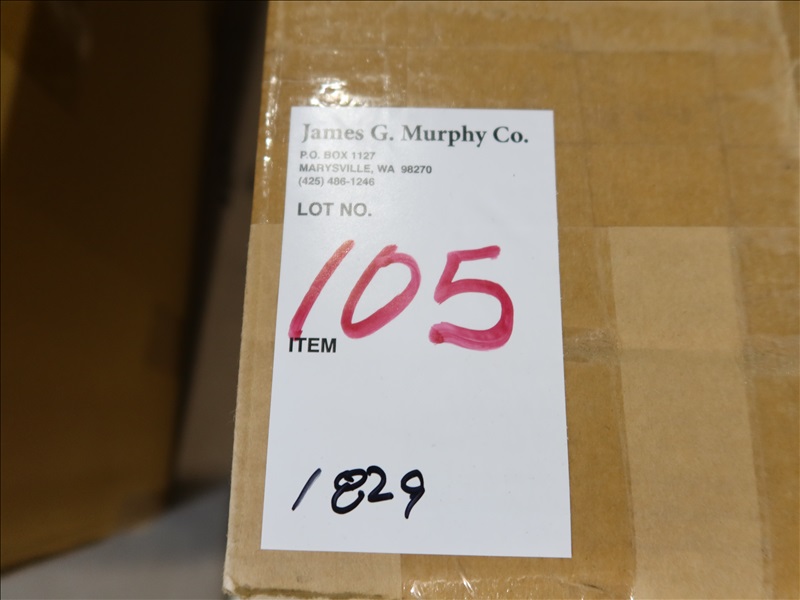 James G. Murphy Co.
P.O. BOX 1127
MARYSVILLE, WA 98270
(425) 486-1246
LOT NO.
105
ITEM
1829